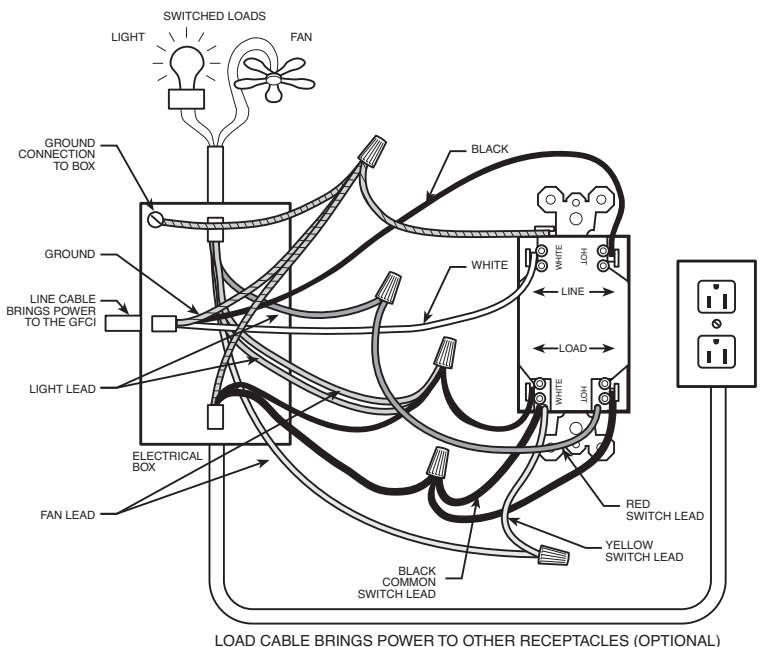 SWITCHED LOADS
LIGHT
FAN
GROUND
CONNECTION
TO BOX
BLACK
GROUND
WHITE
WHITE
HOT
LINE CABLE
BRINGS POWER
TO THE GFCI
LINE
LOAD
LIGHT LEAD
WHITE
HOT
ELECTRICAL
BOX
FAN LEAD
RED
SWITCH LEAD
YELLOW
SWITCH LEAD
BLACK
COMMON
SWITCH LEAD
LOAD CABLE BRINGS POWER TO OTHER RECEPTACLES (OPTIONAL)